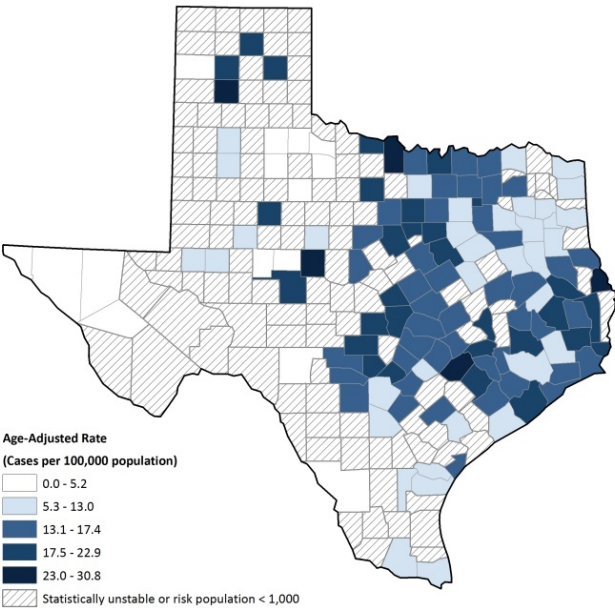 Age-Adjusted Rate
(Cases per 100,000 population)
0.0 - 5.2
5.3 - 13.0
13.1 - 17.4
17.5 - 22.9
23.0 - 30.8
Statistically unstable or risk population < 1,000